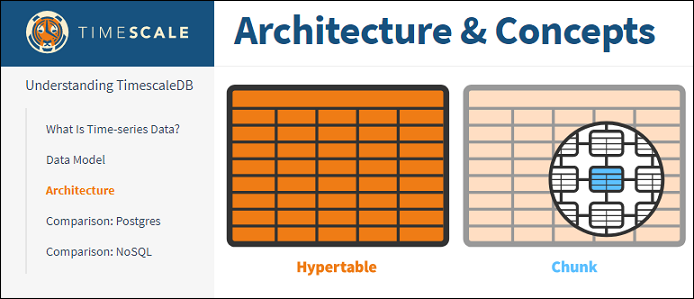 TIMESCALE
Architecture & Concepts
Understanding TimescaleDB
What Is Time-series Data?
Data Model
Architecture
Comparison: Postgres
Comparison: NoSQL
Hypertable
Chunk